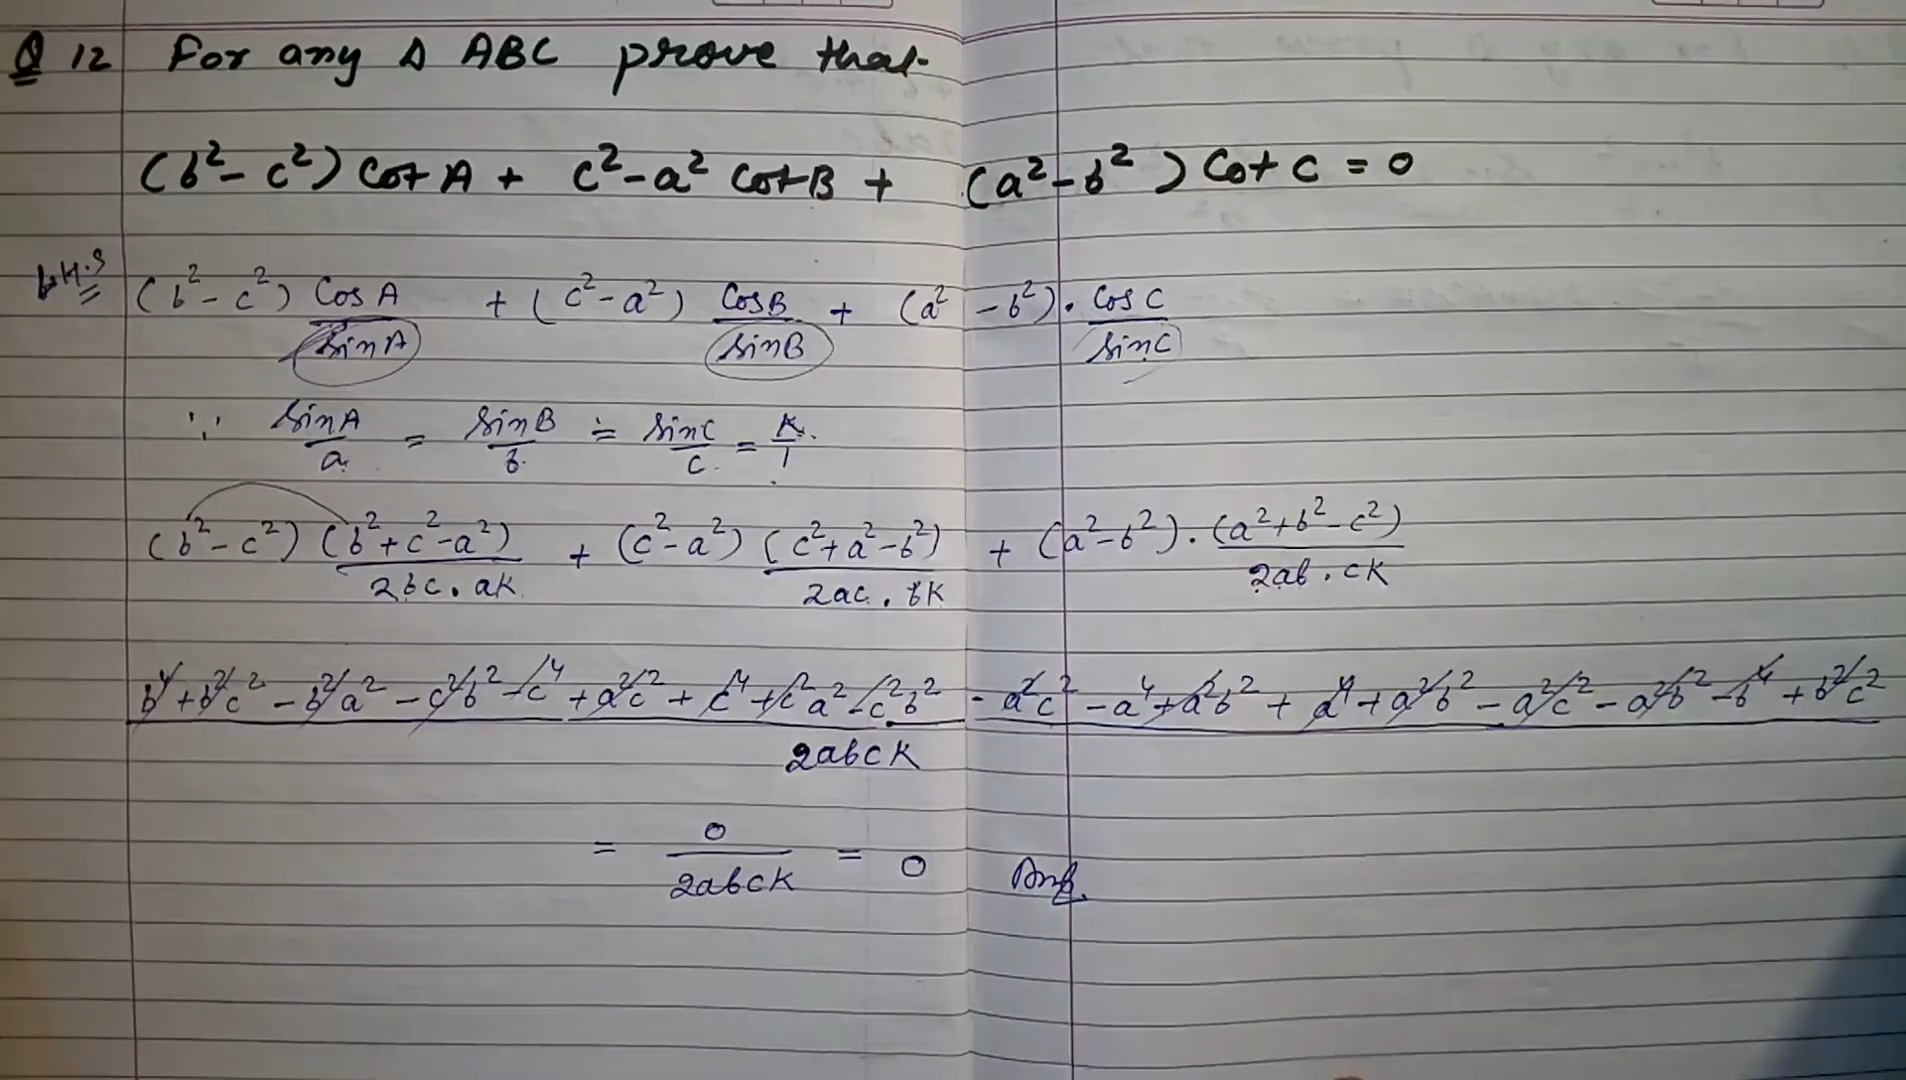 Q 12 For any Δ ABC prove that
(b²- c²) Cot A + c²-a² Cot B + (a²-b²) Cot C = 0
L.H.S (b²- c²) Cos A / Sin A + (c²-a²) Cos B / Sin B + (a²-b²). Cos C / Sin C
∵ Sin A / a = Sin B / b = Sin C / c = K / 1
(b²-c²) (b²+c²-a²) / 2bc.aK + (c²-a²) (c²+a²-b²) / 2ac.bK + (a²-b²).(a²+b²-c²) / 2ab.cK
b⁴+b²c²-b²a²-c²b²-c⁴+a²c²+c⁴+c²a²-c²b²-a²c²-a⁴+a²b²+a⁴+a²b²-a²c²-a²b²-b⁴+b²c²
2abcK
= 0 / 2abcK = 0 Ans.